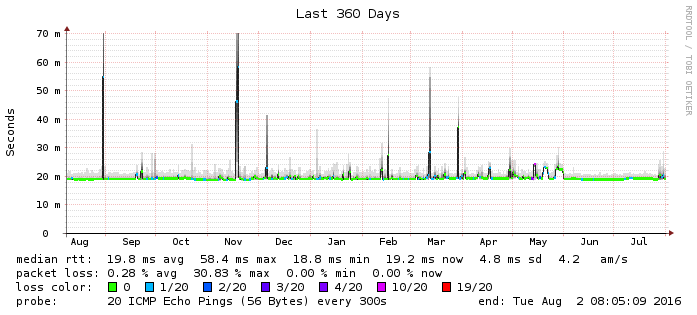 Last 360 Days
RRDTOOL / TOBI OETIKER
Seconds
70 m
60 m
50 m
40 m
30 m
20 m
10 m
0
Aug Sep Oct Nov Dec Jan Feb Mar Apr May Jun Jul
median rtt: 19.8 ms avg 58.4 ms max 18.8 ms min 19.2 ms now 4.8 ms sd 4.2 am/s
packet loss: 0.28 % avg 30.83 % max 0.00 % min 0.00 % now
loss color: 0 1/20 2/20 3/20 4/20 10/20 19/20
probe: 20 ICMP Echo Pings (56 Bytes) every 300s end: Tue Aug 2 08:05:09 2016